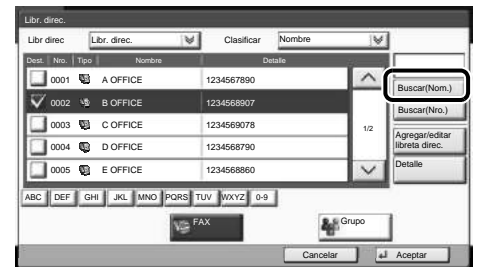 Libr. direc.
Libr direc Libr. direc. Clasificar Nombre
Dest. Nro. Tipo Nombre Detalle
0001 A OFFICE 1234567890
0002 B OFFICE 1234568907
0003 C OFFICE 1234569078
0004 D OFFICE 1234568790
0005 E OFFICE 1234568860
1/2
Buscar(Nom.)
Buscar(Nro.)
Agregar/editar
libreta direc.
Detalle
ABC DEF GHI JKL MNO PQRS TUV WXYZ 0-9
FAX Grupo
Cancelar Aceptar